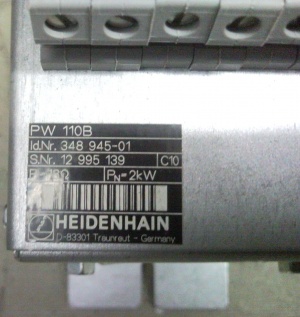 PW 110B
Id.Nr. 348 945-01
S.Nr. 12 995 139 C10
PN=2kW
HEIDENHAIN
D-83301 Traunreut - Germany